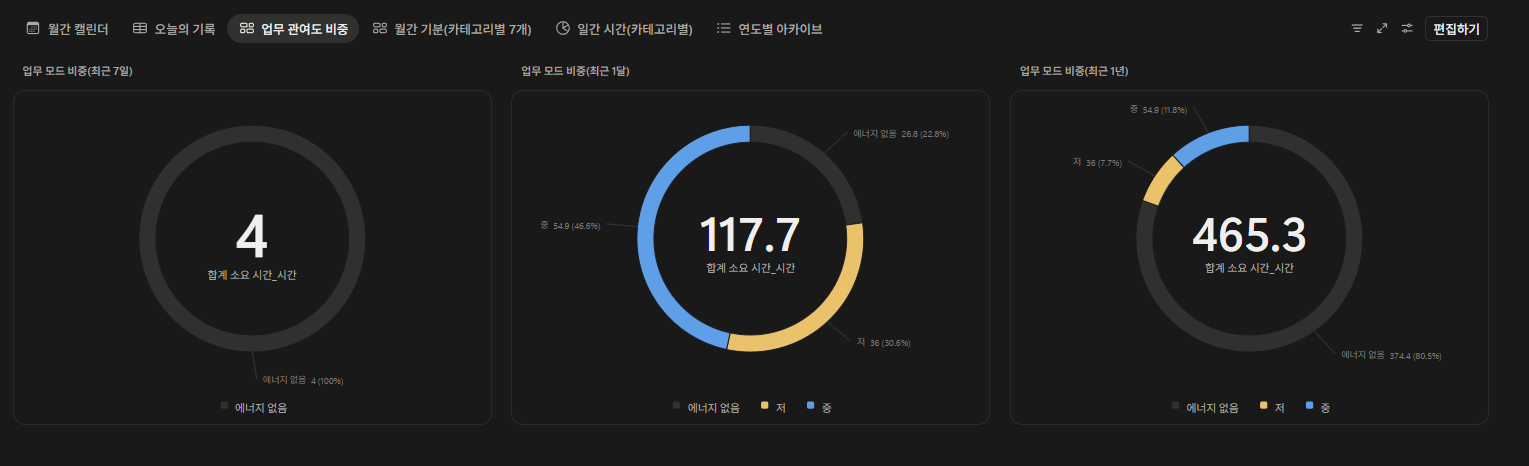 월간 캘린더 오늘의 기록 업무 관여도 비중 월간 기분(카테고리별 7개) 일간 시간(카테고리별) 연도별 아카이브 편집하기
업무 모드 비중(최근 7일)
4
합계 소요 시간_시간
에너지 없음 4 (100%)
에너지 없음
업무 모드 비중(최근 1달)
에너지 없음 26.8 (22.8%)
중 54.9 (46.6%)
117.7
합계 소요 시간_시간
저 36 (30.6%)
에너지 없음 저 중
업무 모드 비중(최근 1년)
중 54.9 (11.8%)
저 36 (7.7%)
465.3
합계 소요 시간_시간
에너지 없음 374.4 (80.5%)
에너지 없음 저 중